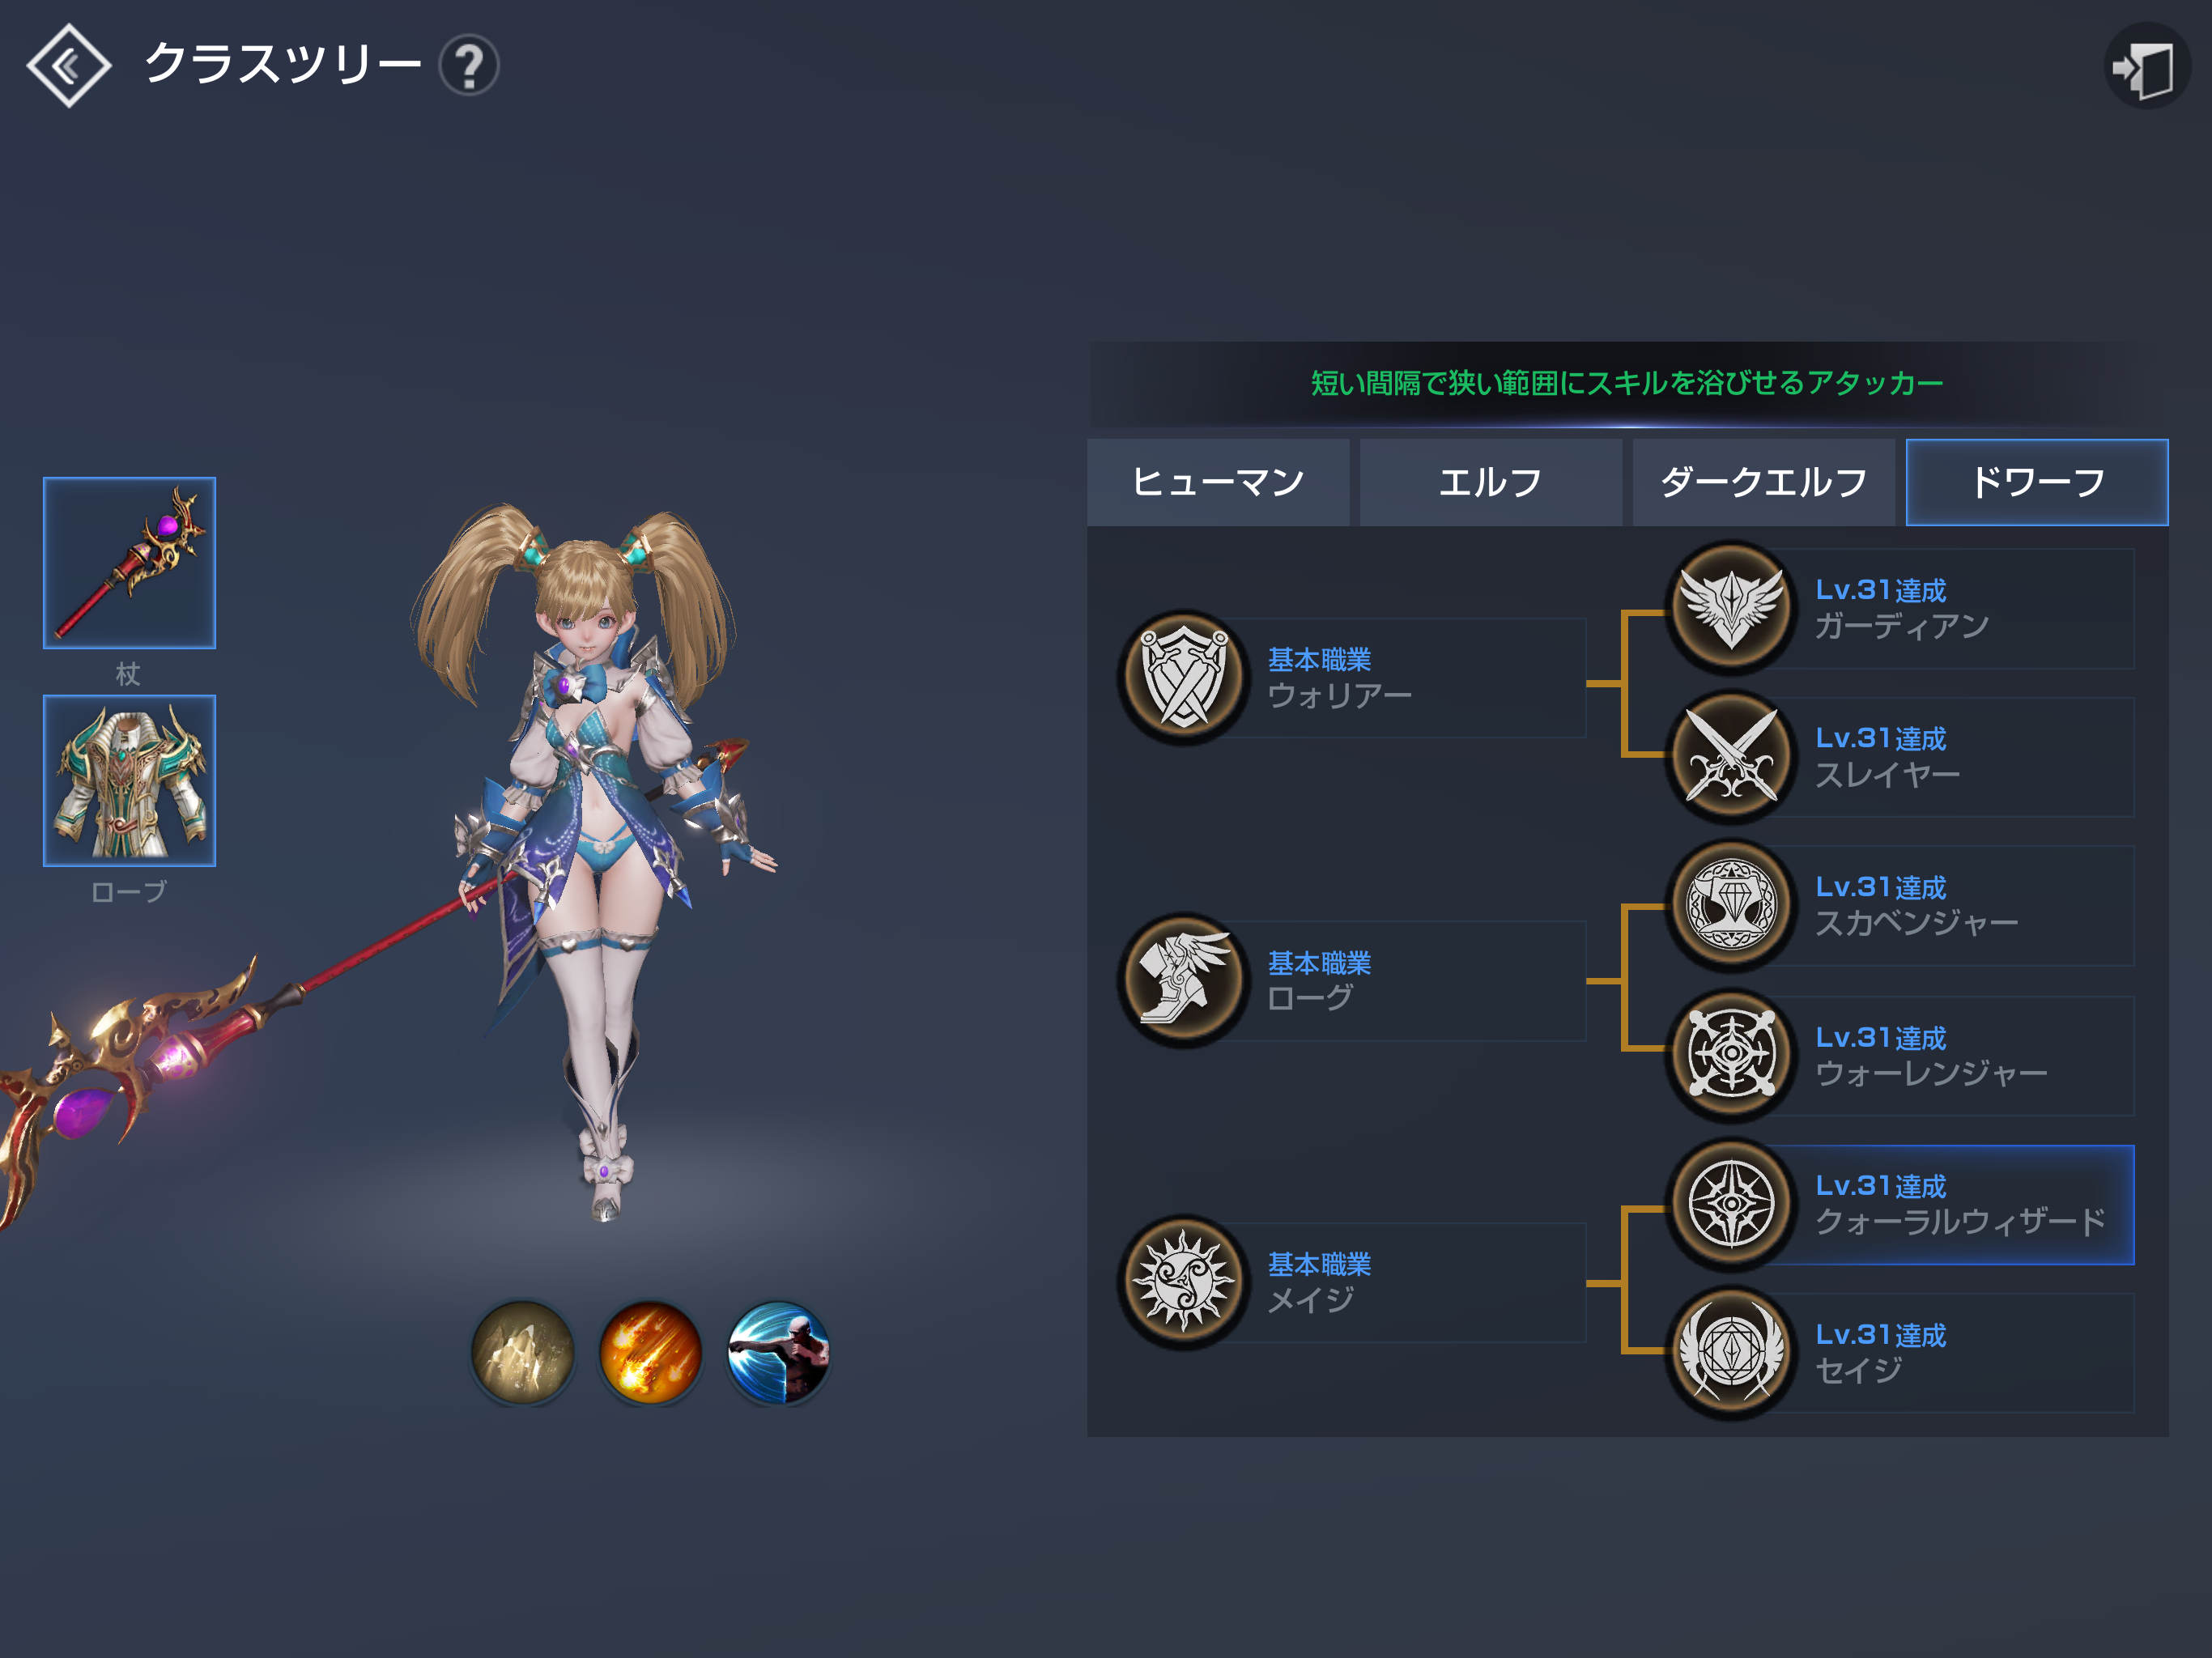 クラスツリー ?
短い間隔で狭い範囲にスキルを浴びせるアタッカー
ヒューマン
エルフ
ダークエルフ
ドワーフ
杖
ローブ
基本職業
ウォリアー
Lv.31達成
ガーディアン
Lv.31達成
スレイヤー
基本職業
ローグ
Lv.31達成
スカベンジャー
Lv.31達成
ウォーレンジャー
基本職業
メイジ
Lv.31達成
クォーラルウィザード
Lv.31達成
セイジ